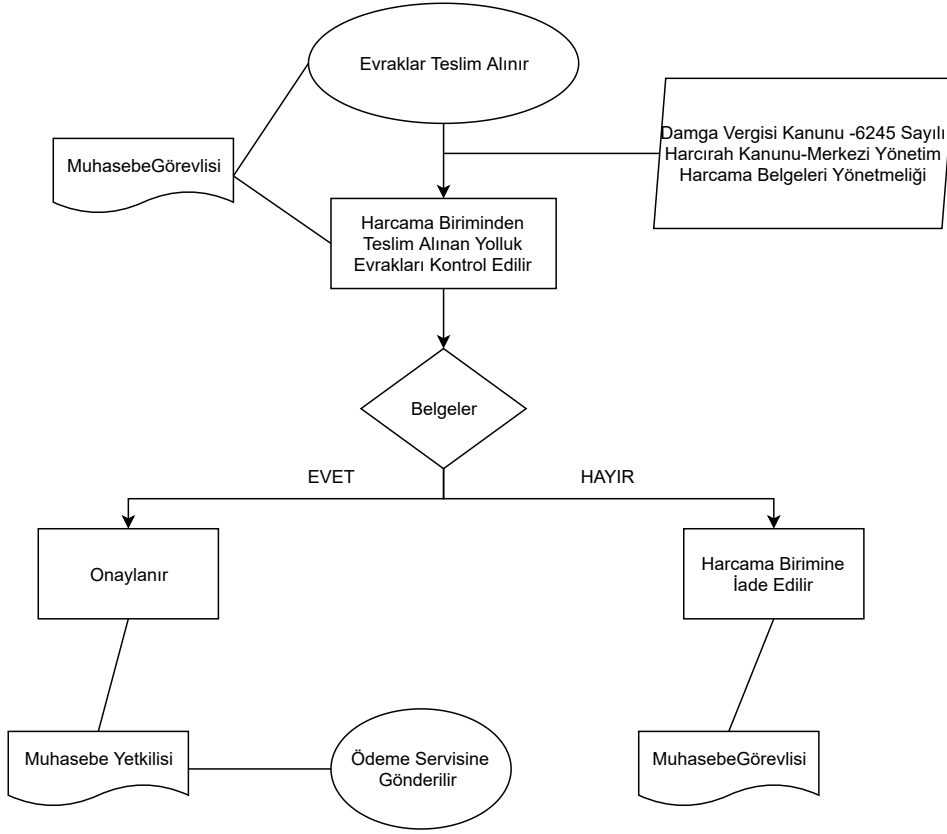 Evraklar Teslim Alınır
Damga Vergisi Kanunu -6245 Sayılı
Harcırah Kanunu-Merkezi Yönetim
Harcama Belgeleri Yönetmeliği
MuhasebeGörevlisi
Harcama Biriminden
Teslim Alınan Yolluk
Evrakları Kontrol Edilir
Belgeler
EVET
HAYIR
Onaylanır
Harcama Birimine
İade Edilir
Muhasebe Yetkilisi
Ödeme Servisine
Gönderilir
MuhasebeGörevlisi